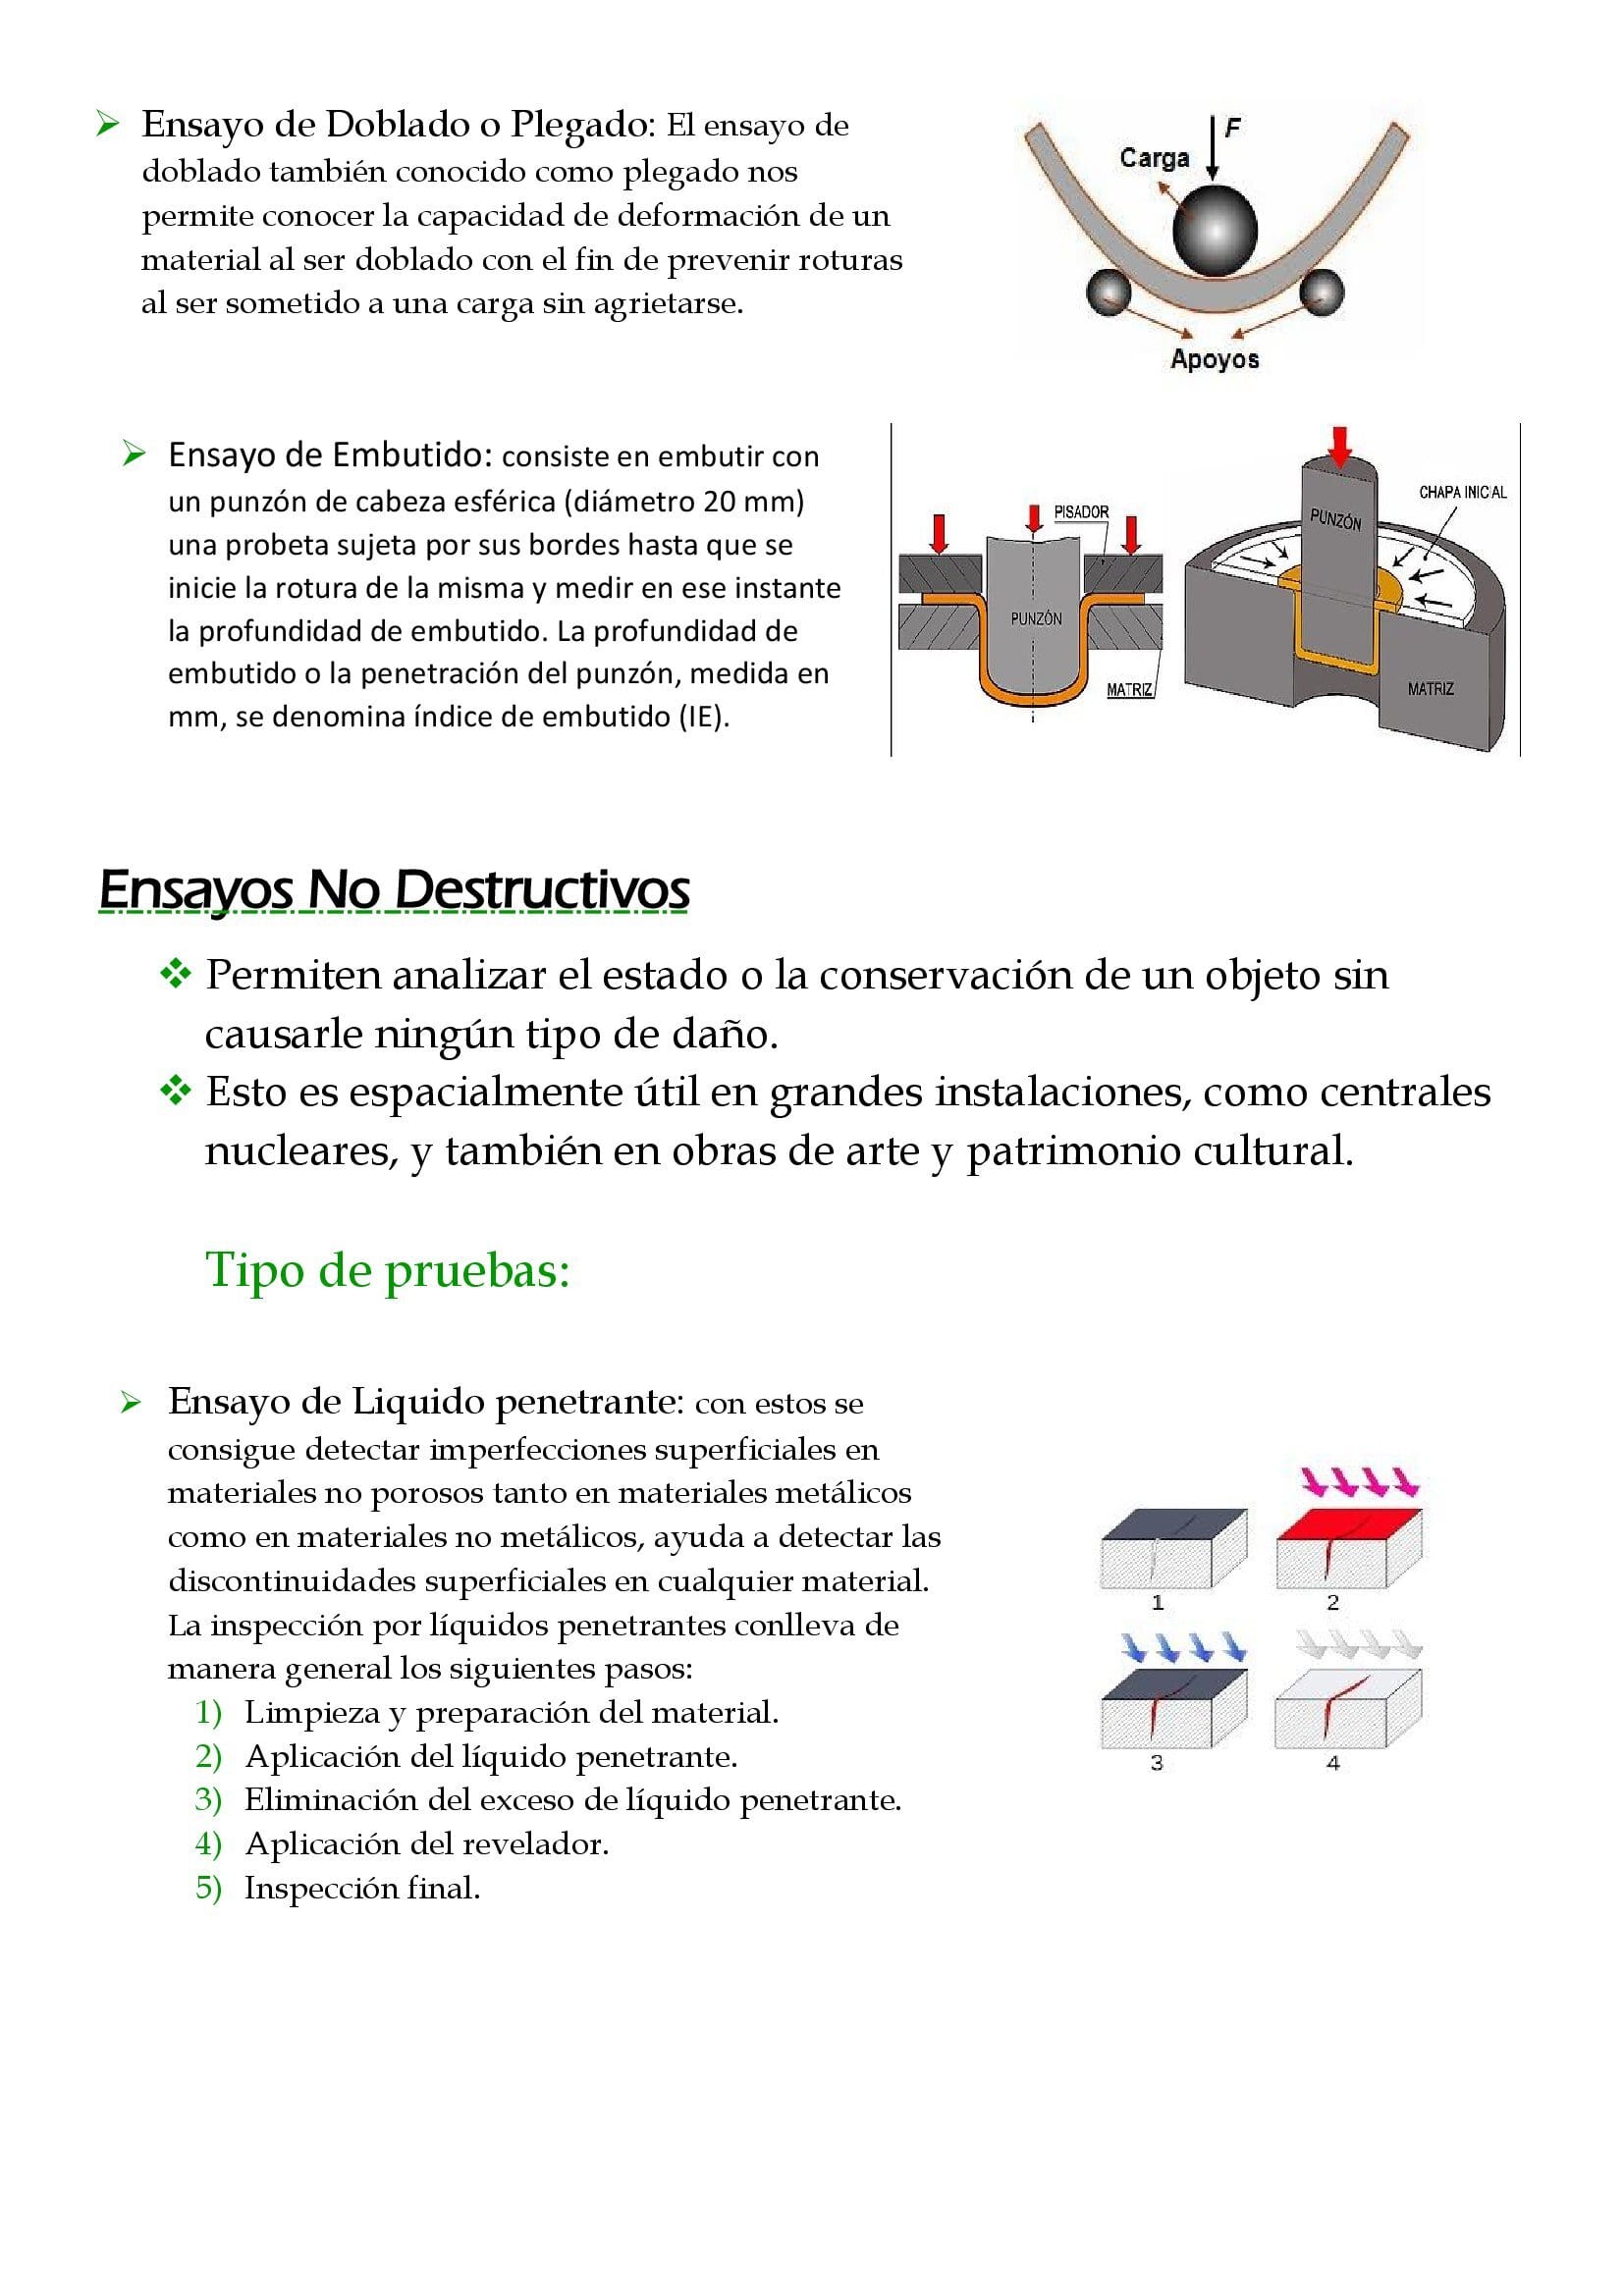 Ensayo de Doblado o Plegado: El ensayo de
doblado también conocido como plegado nos
permite conocer la capacidad de deformación de un
material al ser doblado con el fin de prevenir roturas
al ser sometido a una carga sin agrietarse.
F
Carga
Apoyos
Ensayo de Embutido: consiste en embutir con
un punzón de cabeza esférica (diámetro 20 mm)
una probeta sujeta por sus bordes hasta que se
inicie la rotura de la misma y medir en ese instante
la profundidad de embutido. La profundidad de
embutido o la penetración del punzón, medida en
mm, se denomina índice de embutido (IE).
PISADOR
PUNZÓN
MATRIZ
CHAPA INICIAL
PUNZÓN
MATRIZ
Ensayos No Destructivos
Permiten analizar el estado o la conservación de un objeto sin
causarle ningún tipo de daño.
Esto es espacialmente útil en grandes instalaciones, como centrales
nucleares, y también en obras de arte y patrimonio cultural.
Tipo de pruebas:
Ensayo de Liquido penetrante: con estos se
consigue detectar imperfecciones superficiales en
materiales no porosos tanto en materiales metálicos
como en materiales no metálicos, ayuda a detectar las
discontinuidades superficiales en cualquier material.
La inspección por líquidos penetrantes conlleva de
manera general los siguientes pasos:
1) Limpieza y preparación del material.
2) Aplicación del líquido penetrante.
3) Eliminación del exceso de líquido penetrante.
4) Aplicación del revelador.
5) Inspección final.
1
2
3
4